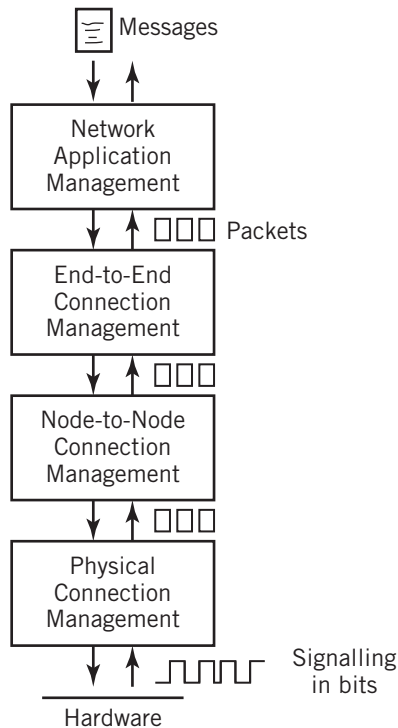 Messages
Network
Application
Management
Packets
End-to-End
Connection
Management
Node-to-Node
Connection
Management
Physical
Connection
Management
Signalling
in bits
Hardware